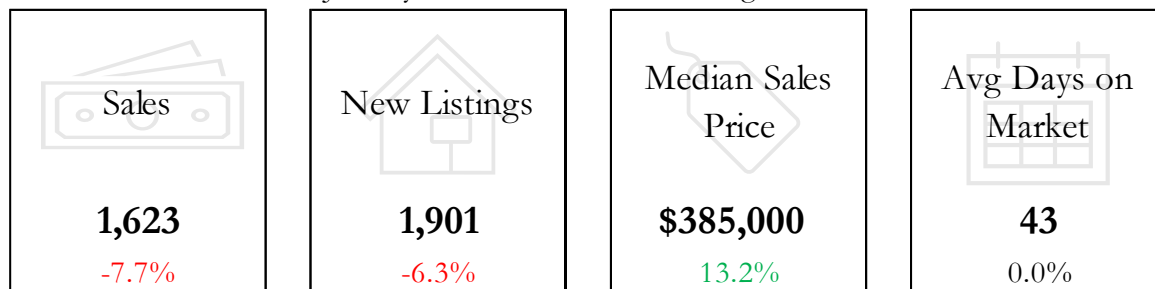 Sales
1,623
-7.7%
New Listings
1,901
-6.3%
Median Sales
Price
$385,000
13.2%
Avg Days on
Market
43
0.0%